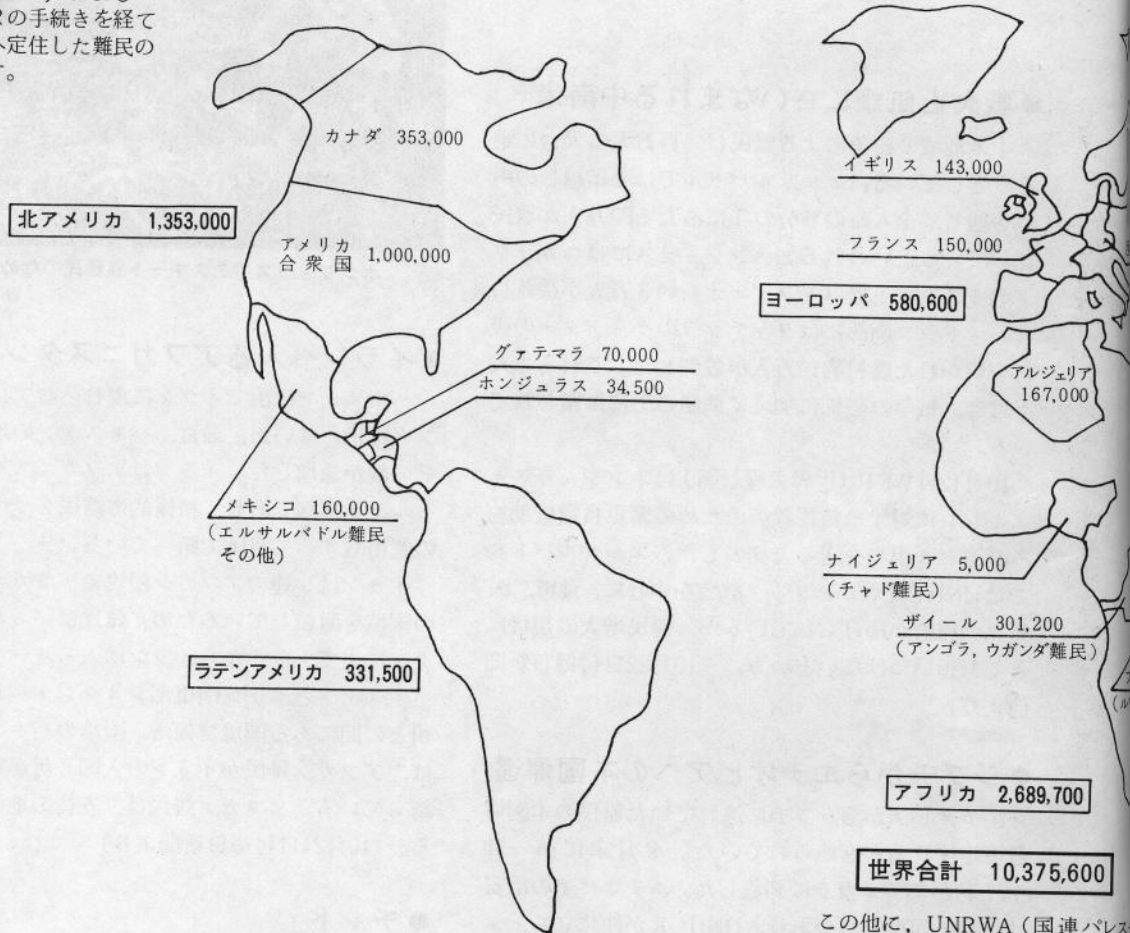 の手続きを経て
定住した難民の
。
カナダ 353,000
北アメリカ 1,353,000
アメリカ
合衆国 1,000,000
グァテマラ 70,000
ホンジュラス 34,500
メキシコ 160,000
(エルサルバドル難民
その他)
ラテンアメリカ 331,500
イギリス 143,000
フランス 150,000
ヨーロッパ 580,600
アルジェリア
167,000
ナイジェリア 5,000
(チャド難民)
ザイール 301,200
(アンゴラ, ウガンダ難民)
アフリカ 2,689,700
世界合計 10,375,600
この他に, UNRWA (国連パレス